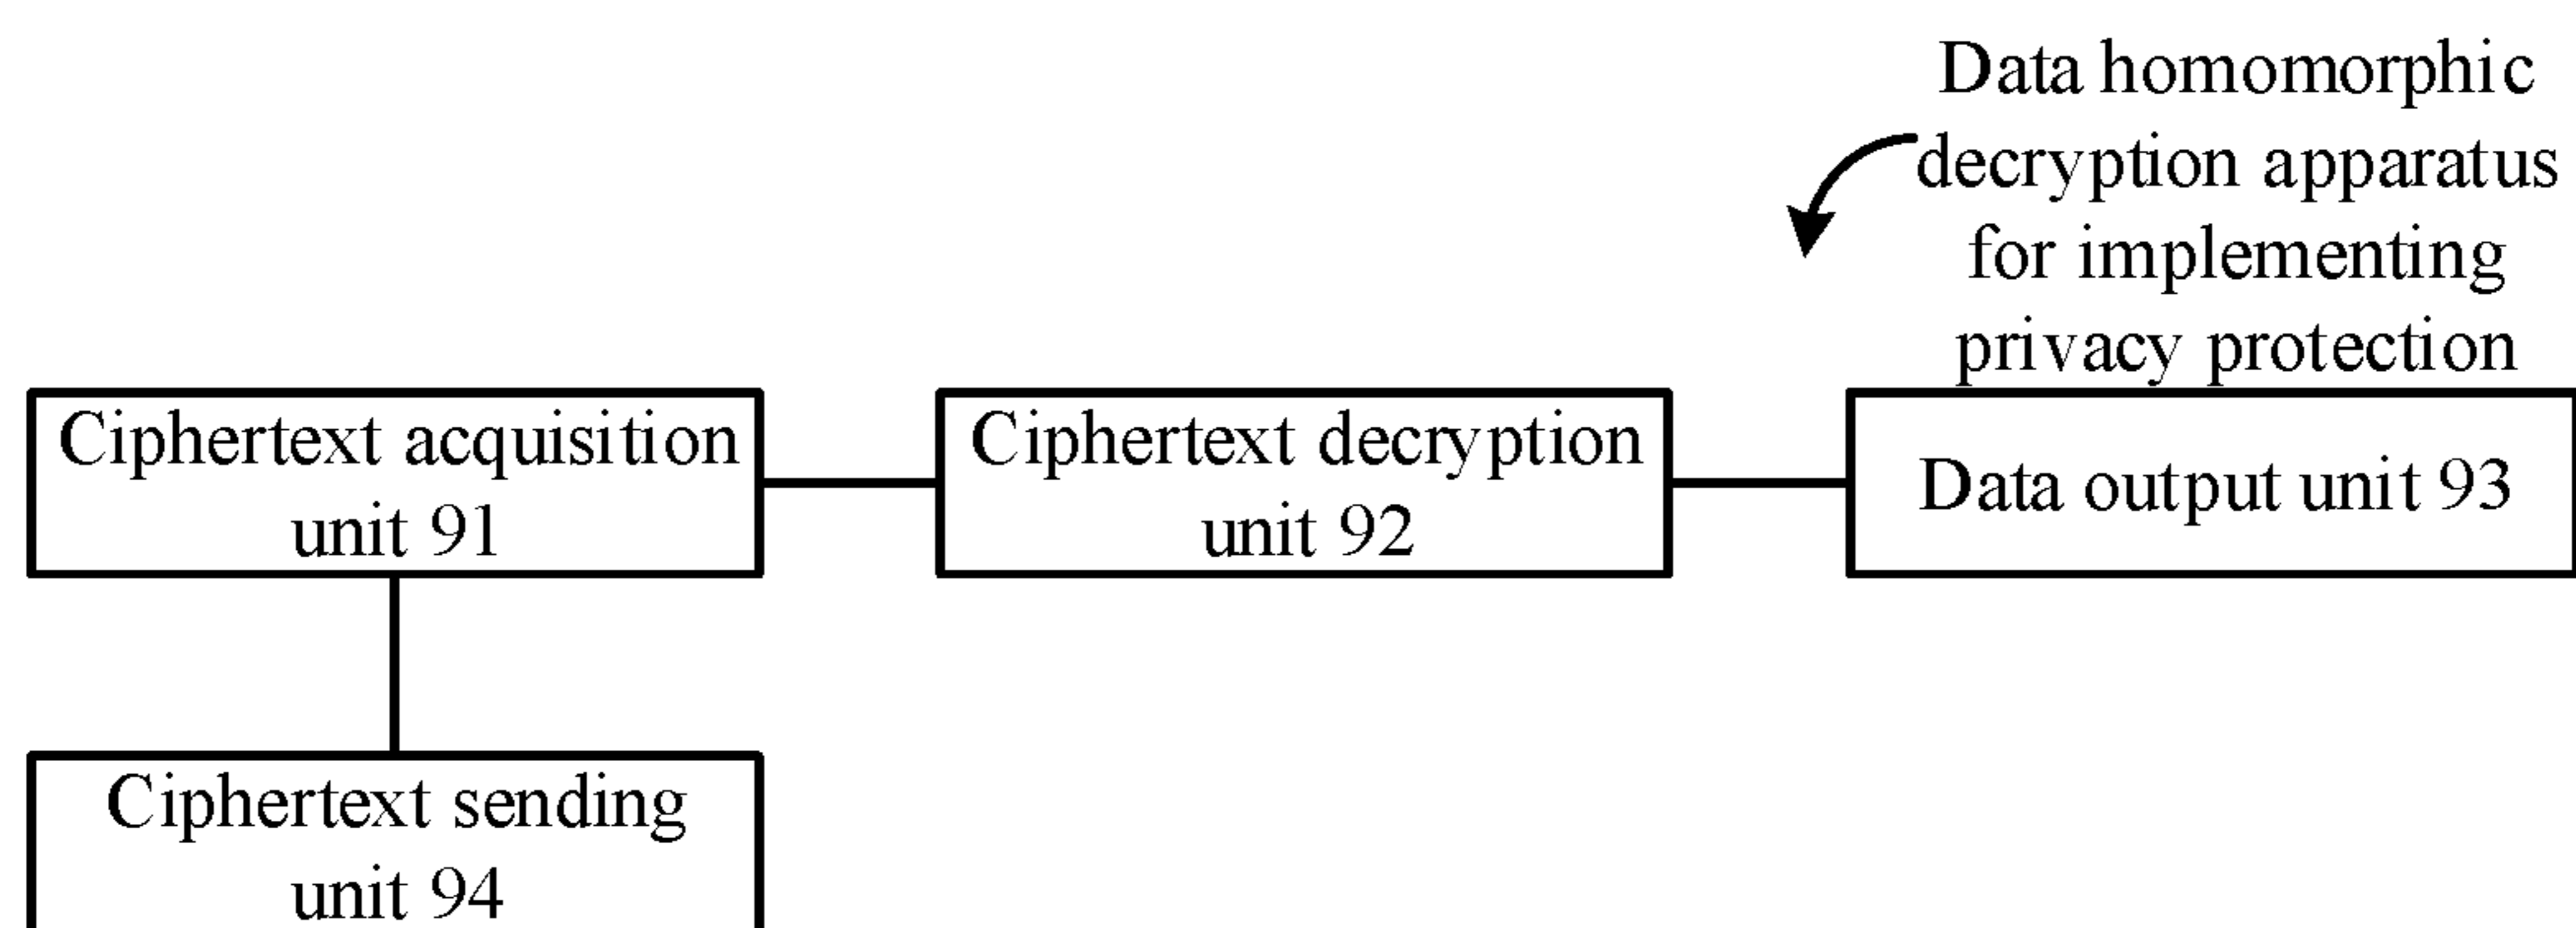 Data homomorphic
decryption apparatus
for implementing
privacy protection
Ciphertext acquisition
unit 91
Ciphertext decryption
unit 92
Data output unit 93
Ciphertext sending
unit 94